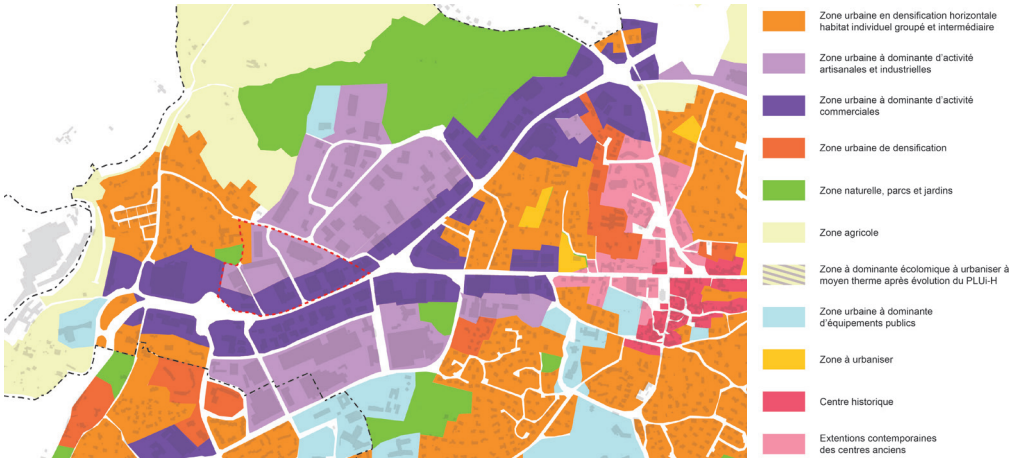 Zone urbaine en densification horizontale
habitat individuel groupé et intermédiaire
Zone urbaine à dominante d'activité
artisanales et industrielles
Zone urbaine à dominante d'activité
commerciales
Zone urbaine de densification
Zone naturelle, parcs et jardins
Zone agricole
Zone à dominante écolomique à urbaniser à
moyen therme après évolution du PLUi-H
Zone urbaine à dominante
d'équipements publics
Zone à urbaniser
Centre historique
Extentions contemporaines
des centres anciens